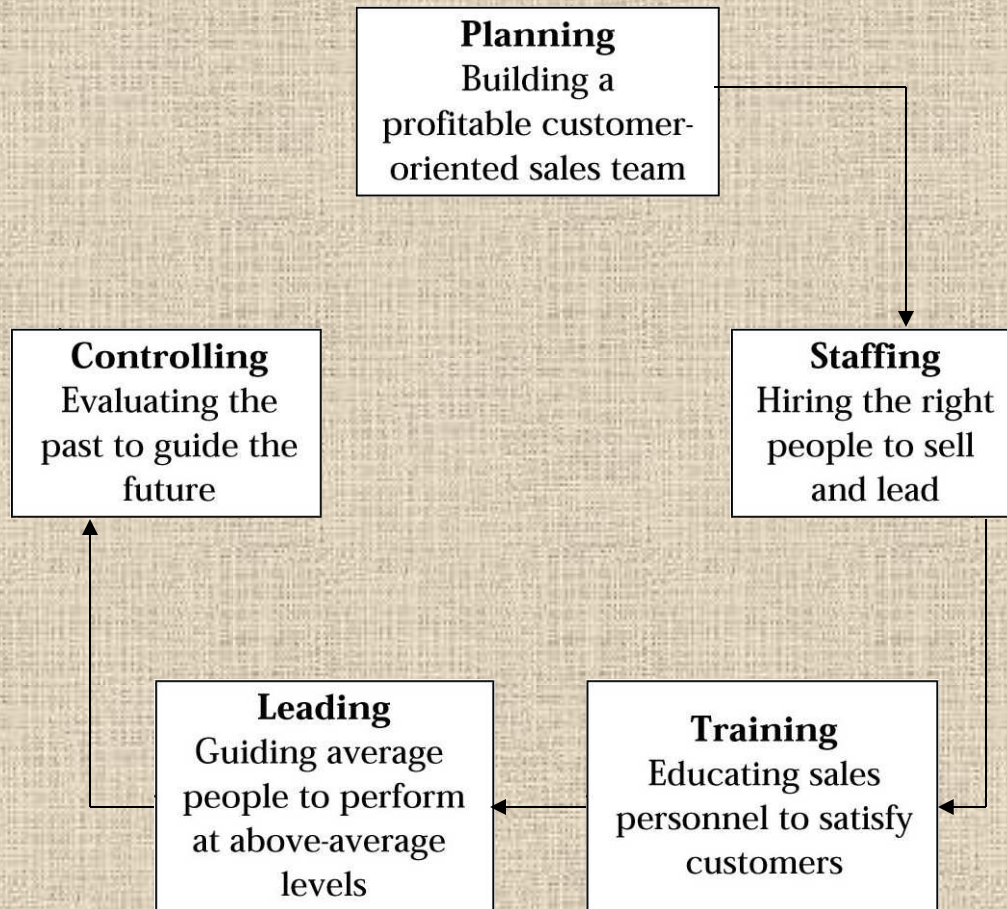 Planning
Building a
profitable customer-
oriented sales team
Staffing
Hiring the right
people to sell
and lead
Training
Educating sales
personnel to satisfy
customers
Leading
Guiding average
people to perform
at above-average
levels
Controlling
Evaluating the
past to guide the
future